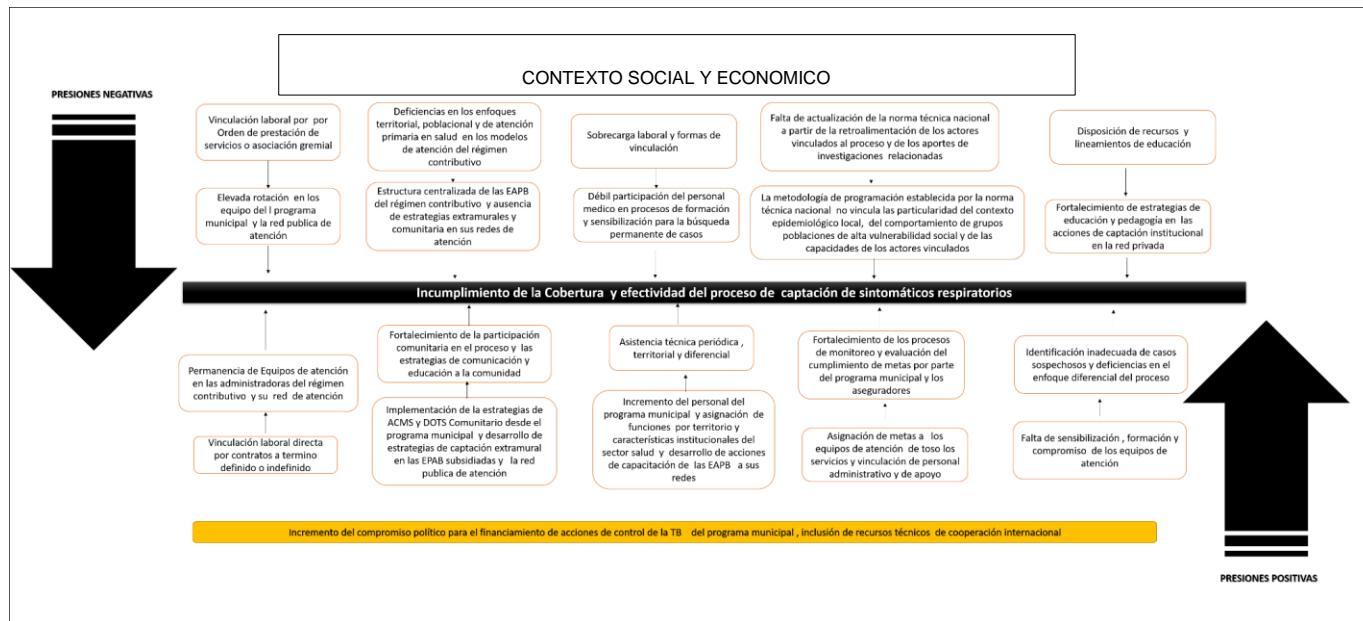 CONTEXTO SOCIAL Y ECONOMICO
PRESIONES NEGATIVAS
Vinculación laboral por por
Orden de prestación de
servicios o asociación gremial
Deficiencias en los enfoques
territorial, poblacional y de atención
primaria en salud en los modelos
de atención del régimen
contributivo
Sobrecarga laboral y formas de
vinculación
Falta de actualización de la norma técnica nacional
a partir de la retroalimentación de los actores
vinculados al proceso y de los aportes de
investigaciones relacionadas
Disposición de recursos y
lineamientos de educación
Elevada rotación en los
equipo del l programa
municipal y la red publica de
atención
Estructura centralizada de las EAPB
del régimen contributivo y ausencia
de estrategias extramurales y
comunitaria en sus redes de
atención
Débil participación del personal
medico en procesos de formación
y sensibilización para la búsqueda
permanente de casos
La metodología de programación establecida por la norma
técnica nacional no vincula las particularidad del contexto
epidemiológico local, del comportamiento de grupos
poblaciones de alta vulnerabilidad social y de las
capacidades de los actores vinculados
Fortalecimiento de estrategias de
educación y pedagogía en las
acciones de captación institucional
en la red privada
Incumplimiento de la Cobertura y efectividad del proceso de captación de sintomáticos respiratorios
Permanencia de Equipos de atención
en las administradoras del régimen
contributivo y su red de atención
Fortalecimiento de la participación
comunitaria en el proceso y las
estrategias de comunicación y
educación a la comunidad
Asistencia técnica periódica ,
territorial y diferencial
Fortalecimiento de los procesos
de monitoreo y evaluación del
cumplimiento de metas por parte
del programa municipal y los
aseguradores
Identificación inadecuada de casos
sospechosos y deficiencias en el
enfoque diferencial del proceso
Vinculación laboral directa
por contratos a termino
definido o indefinido
Implementación de la estrategias de
ACMS y DOTS Comunitario desde el
programa municipal y desarrollo de
estrategias de captación extramural
en las EPAB subsidiadas y la red
publica de atención
Incremento del personal del
programa municipal y asignación de
funciones por territorio y
características institucionales del
sector salud y desarrollo de acciones
de capacitación de las EAPB a sus
redes
Asignación de metas a los
equipos de atención de toso los
servicios y vinculación de personal
administrativo y de apoyo
Falta de sensibilización , formación y
compromiso de los equipos de
atención
Incremento del compromiso político para el financiamiento de acciones de control de la TB del programa municipal , inclusión de recursos técnicos de cooperación internacional
PRESIONES POSITIVAS